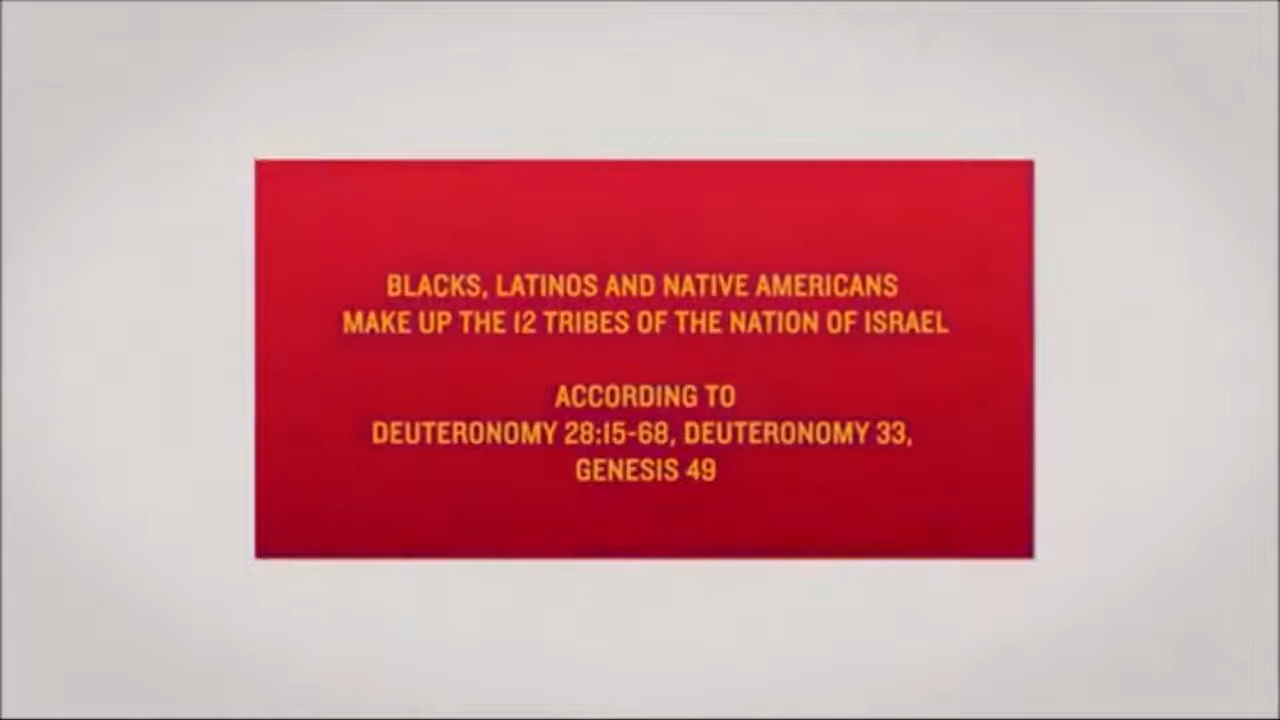 BLACKS, LATINOS AND NATIVE AMERICANS
MAKE UP THE 12 TRIBES OF THE NATION OF ISRAEL
ACCORDING TO
DEUTERONOMY 28:15-68, DEUTERONOMY 33,
GENESIS 49